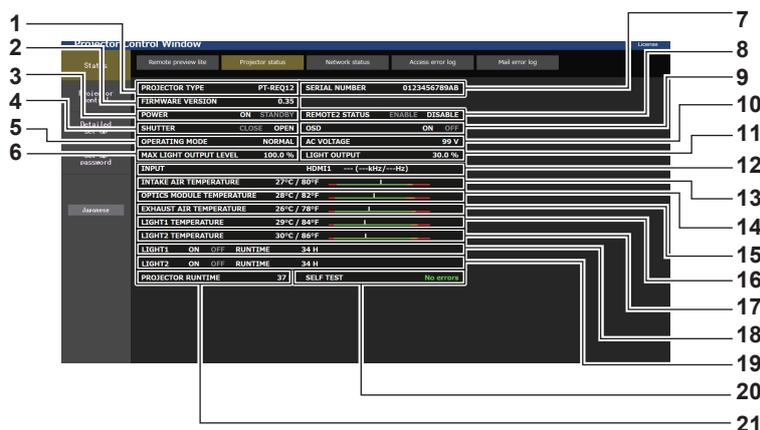 1
2
3
4
5
6
7
8
9
10
11
12
13
14
15
16
17
18
19
20
21
Projector Control Window
License
Status
Projector control
Detailed set up
Set up password
Japanese
Remote preview lite Projector status Network status Access error log Mail error log
PROJECTOR TYPE PT-REQ12 SERIAL NUMBER 0123456789AB
FIRMWARE VERSION 0.35
POWER ON STANDBY REMOTE2 STATUS ENABLE DISABLE
SHUTTER CLOSE OPEN OSD ON OFF
OPERATING MODE NORMAL AC VOLTAGE 99 V
MAX LIGHT OUTPUT LEVEL 100.0 % LIGHT OUTPUT 30.0 %
INPUT HDMI1 --- (---kHz/---Hz)
INTAKE AIR TEMPERATURE 27°C / 80°F
OPTICS MODULE TEMPERATURE 28°C / 82°F
EXHAUST AIR TEMPERATURE 26°C / 78°F
LIGHT1 TEMPERATURE 29°C / 84°F
LIGHT2 TEMPERATURE 30°C / 86°F
LIGHT1 ON OFF RUNTIME 34 H
LIGHT2 ON OFF RUNTIME 34 H
PROJECTOR RUNTIME 37 SELF TEST No errors